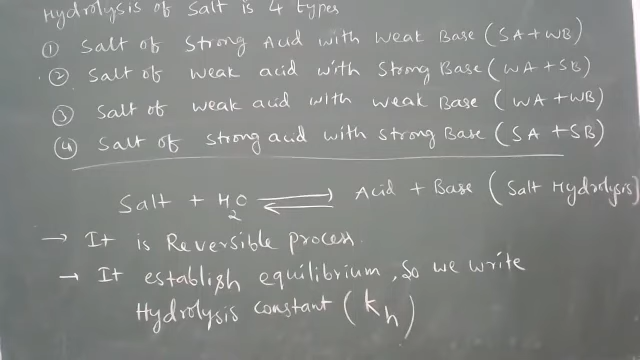 Hydrolysis of Salt is 4 types
① Salt of Strong Acid with Weak Base (SA+WB)
② Salt of weak acid with Strong Base (WA+SB)
③ Salt of weak acid with weak Base (WA+WB)
④ Salt of strong acid with strong Base (SA+SB)
Salt + H2O ⇌ Acid + Base (Salt Hydrolysis)
→ It is Reversible process.
→ It establish equilibrium, So we write
Hydrolysis constant (Kh)